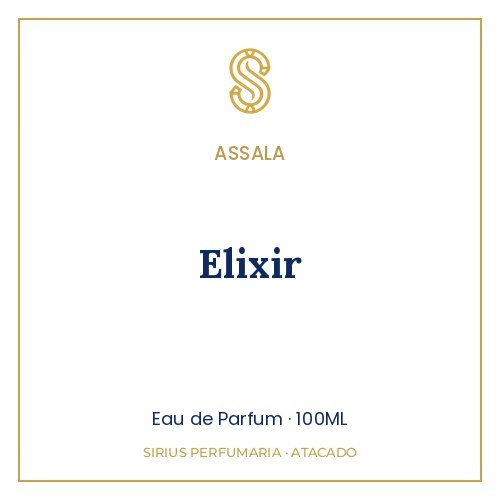 ASSALA
Elixir
Eau de Parfum · 100ML
SIRIUS PERFUMARIA · ATACADO